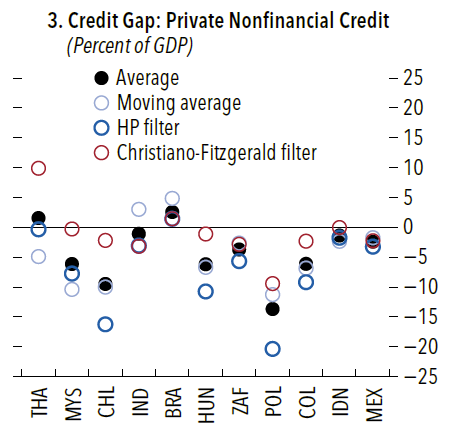 3. Credit Gap: Private Nonfinancial Credit
(Percent of GDP)
Average
Moving average
HP filter
Christiano-Fitzgerald filter
25
20
15
10
5
0
–5
–10
–15
–20
–25
THA
MYS
CHL
IND
BRA
HUN
ZAF
POL
COL
IDN
MEX